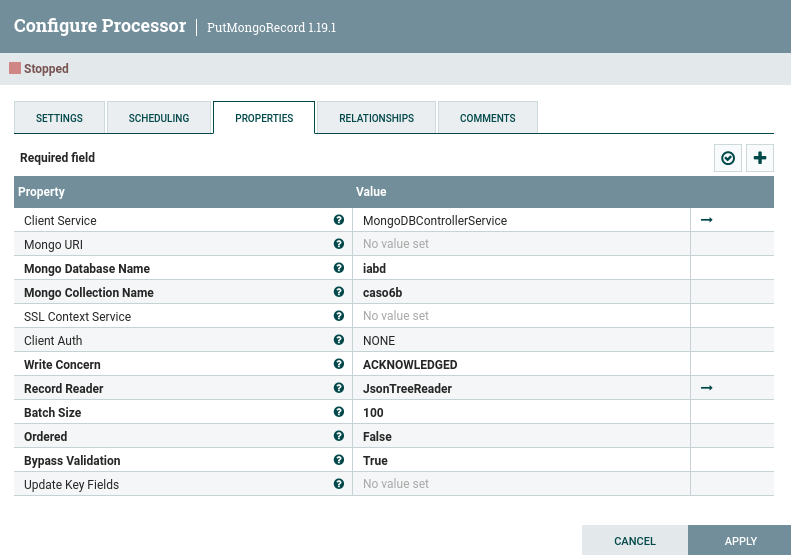 Configure Processor | PutMongoRecord 1.19.1
Stopped
SETTINGS SCHEDULING PROPERTIES RELATIONSHIPS COMMENTS
Required field
Property Value
Client Service MongoDBControllerService
Mongo URI No value set
Mongo Database Name iabd
Mongo Collection Name caso6b
SSL Context Service No value set
Client Auth NONE
Write Concern ACKNOWLEDGED
Record Reader JsonTreeReader
Batch Size 100
Ordered False
Bypass Validation True
Update Key Fields No value set
CANCEL APPLY